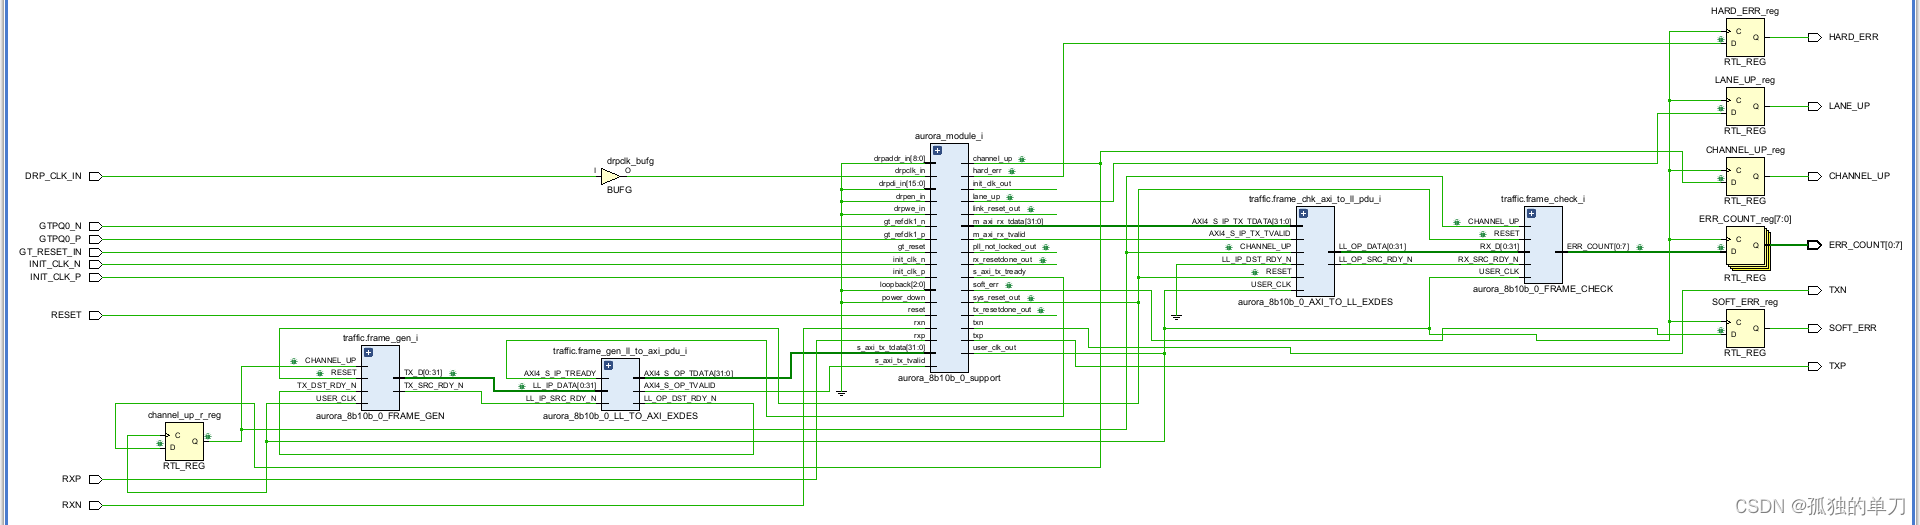 HARD_ERR_reg
C
D
Q
HARD_ERR
RTL_REG
LANE_UP_reg
C
D
Q
LANE_UP
RTL_REG
CHANNEL_UP_reg
C
D
Q
CHANNEL_UP
RTL_REG
ERR_COUNT_reg[7:0]
C
D
Q
ERR_COUNT[0:7]
RTL_REG
TXN
SOFT_ERR_reg
C
D
Q
SOFT_ERR
RTL_REG
TXP
DRP_CLK_IN
drpclk_bufg
I
O
BUFG
GTPQ0_N
GTPQ0_P
GT_RESET_IN
INIT_CLK_N
INIT_CLK_P
RESET
aurora_module_i
drpaddr_in[8:0]
drpclk_in
drpdi_in[15:0]
drpen_in
drpwe_in
gt_refclk1_n
gt_refclk1_p
gt_reset
init_clk_n
init_clk_p
loopback[2:0]
power_down
reset
rxn
rxp
s_axi_tx_tdata[31:0]
s_axi_tx_tvalid
channel_up
hard_err
init_clk_out
lane_up
link_reset_out
m_axi_rx_tdata[31:0]
m_axi_rx_tvalid
pll_not_locked_out
rx_resetdone_out
s_axi_tx_tready
soft_err
sys_reset_out
tx_resetdone_out
txn
txp
user_clk_out
aurora_8b10b_0_support
traffic.frame_chk_axi_to_ll_pdu_i
AXI4_S_IP_TX_TDATA[31:0]
AXI4_S_IP_TX_TVALID
CHANNEL_UP
LL_IP_DST_RDY_N
RESET
USER_CLK
LL_OP_DATA[0:31]
LL_OP_SRC_RDY_N
aurora_8b10b_0_AXI_TO_LL_EXDES
traffic.frame_check_i
CHANNEL_UP
RESET
RX_D[0:31]
RX_SRC_RDY_N
USER_CLK
ERR_COUNT[0:7]
aurora_8b10b_0_FRAME_CHECK
traffic.frame_gen_i
CHANNEL_UP
RESET
TX_DST_RDY_N
USER_CLK
TX_D[0:31]
TX_SRC_RDY_N
aurora_8b10b_0_FRAME_GEN
traffic.frame_gen_ll_to_axi_pdu_i
AXI4_S_IP_TREADY
LL_IP_DATA[0:31]
LL_IP_SRC_RDY_N
AXI4_S_OP_TDATA[31:0]
AXI4_S_OP_TVALID
LL_OP_DST_RDY_N
aurora_8b10b_0_LL_TO_AXI_EXDES
channel_up_r_reg
C
D
Q
RTL_REG
RXP
RXN
CSDN @孤独的单刀